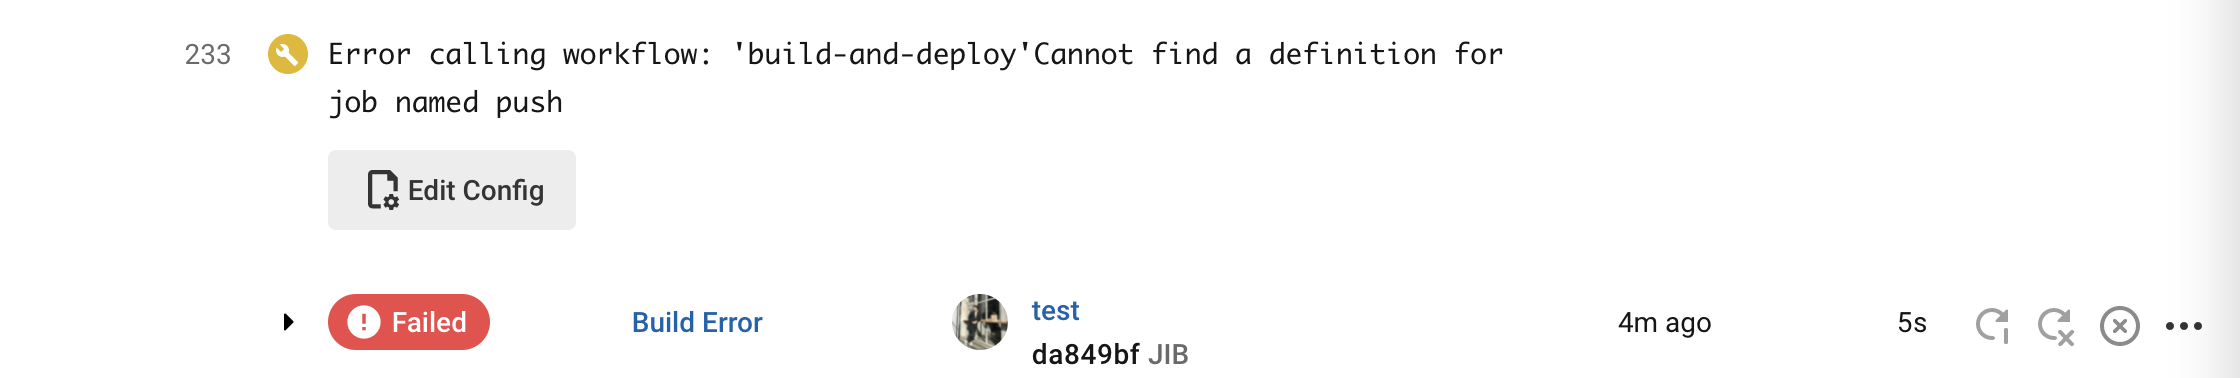 233
Error calling workflow: 'build-and-deploy'Cannot find a definition for
job named push
Edit Config
Failed
Build Error
test
da849bf JIB
4m ago
5s